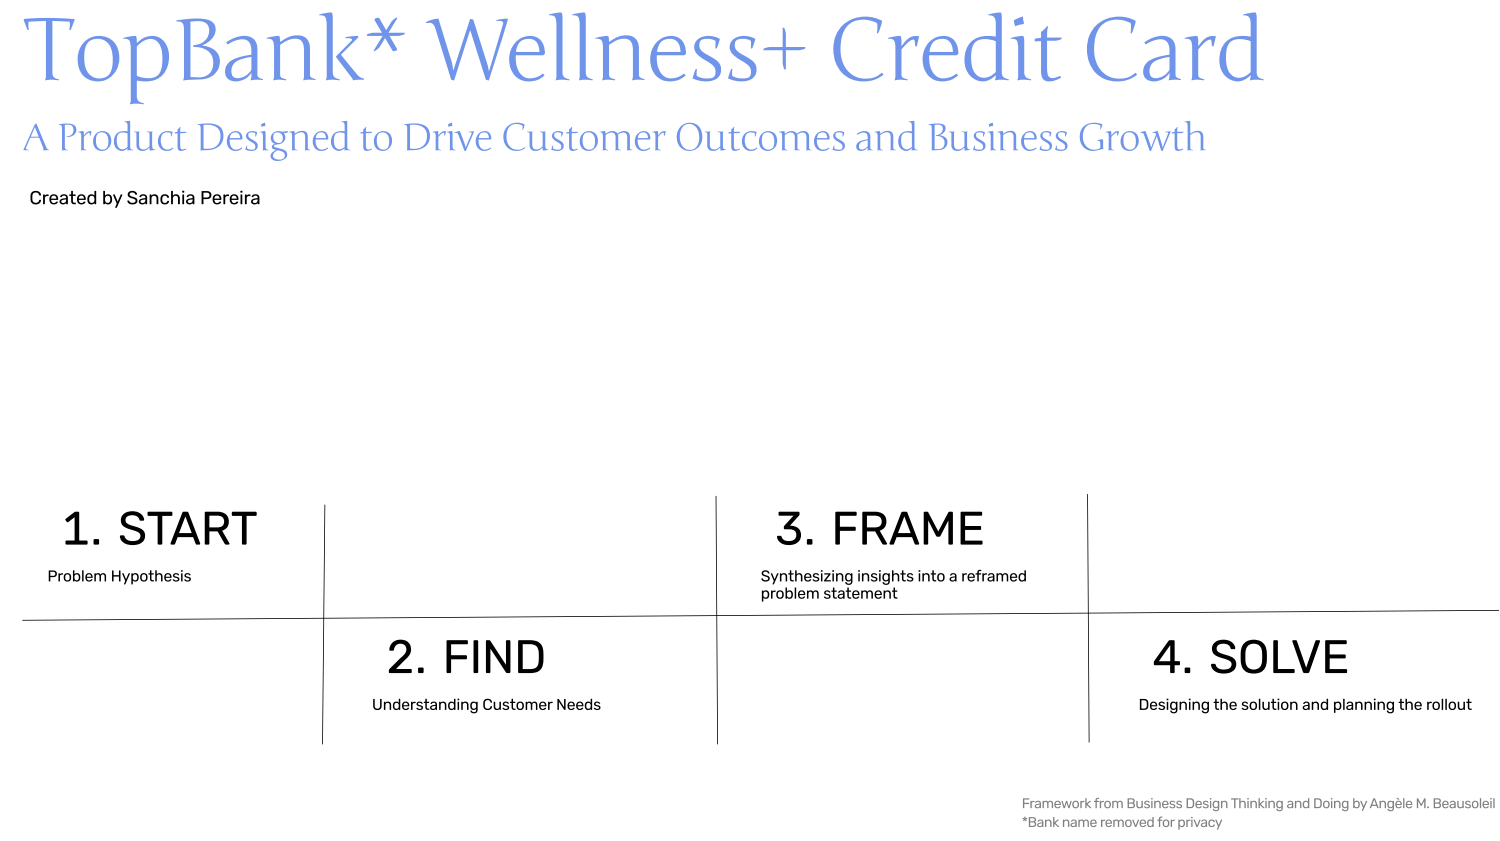 TopBank* Wellness+ Credit Card
A Product Designed to Drive Customer Outcomes and Business Growth
Created by Sanchia Pereira
1. START
Problem Hypothesis
2. FIND
Understanding Customer Needs
3. FRAME
Synthesizing insights into a reframed
problem statement
4. SOLVE
Designing the solution and planning the rollout
Framework from Business Design Thinking and Doing by Angèle M. Beausoleil
*Bank name removed for privacy